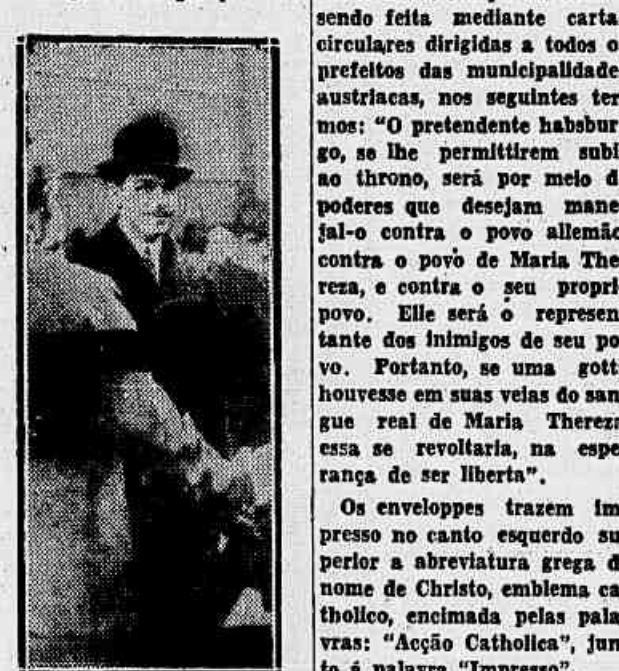 sendo feita mediante carta
circulares dirigidas a todos o
prefeitos das municipalidade
austriacas, nos seguintes ter
mos: "O pretendente habsbur
go, se lhe permittirem subi
ao throno, será por meio d
poderes que desejam mane
jal-o contra o povo allemão
contra o povo de Maria The
reza, e contra o seu propri
povo. Elle será o represen
tante dos inimigos de seu po
vo. Portanto, se uma gott
houvesse em suas veias do san
gue real de Maria Thereza
essa se revoltaria, na espe
rança de ser liberta".
Os enveloppes trazem im
presso no canto esquerdo su
perior a abreviatura grega d
nome de Christo, emblema ca
tholico, encimada pelas pala
vras: "Acção Catholica", jun
to á palavra "Impresso"